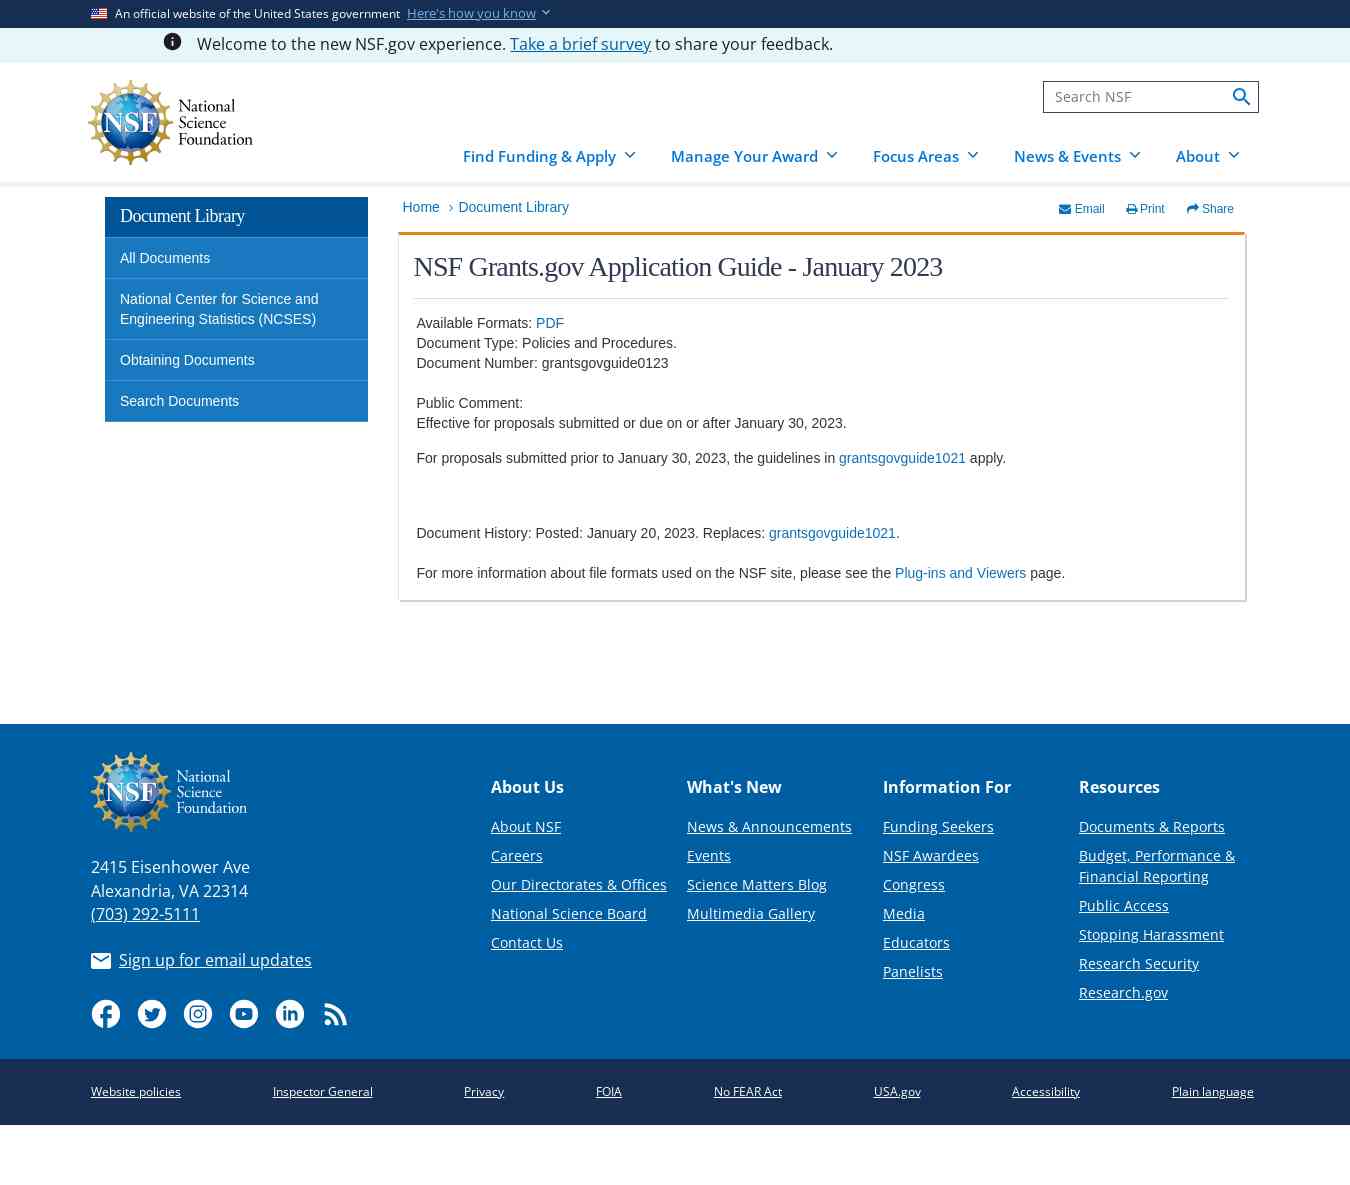 An official website of the United States government Here's how you know
Welcome to the new NSF.gov experience. Take a brief survey to share your feedback.
NSF
National
Science
Foundation
Search NSF
Find Funding & Apply
Manage Your Award
Focus Areas
News & Events
About
Document Library
All Documents
National Center for Science and
Engineering Statistics (NCSES)
Obtaining Documents
Search Documents
Home › Document Library
Email
Print
Share
NSF Grants.gov Application Guide - January 2023
Available Formats: PDF
Document Type: Policies and Procedures.
Document Number: grantsgovguide0123
Public Comment:
Effective for proposals submitted or due on or after January 30, 2023.
For proposals submitted prior to January 30, 2023, the guidelines in grantsgovguide1021 apply.
Document History: Posted: January 20, 2023. Replaces: grantsgovguide1021.
For more information about file formats used on the NSF site, please see the Plug-ins and Viewers page.
NSF
National
Science
Foundation
2415 Eisenhower Ave
Alexandria, VA 22314
(703) 292-5111
Sign up for email updates
About Us
About NSF
Careers
Our Directorates & Offices
National Science Board
Contact Us
What's New
News & Announcements
Events
Science Matters Blog
Multimedia Gallery
Information For
Funding Seekers
NSF Awardees
Congress
Media
Educators
Panelists
Resources
Documents & Reports
Budget, Performance &
Financial Reporting
Public Access
Stopping Harassment
Research Security
Research.gov
Website policies
Inspector General
Privacy
FOIA
No FEAR Act
USA.gov
Accessibility
Plain language